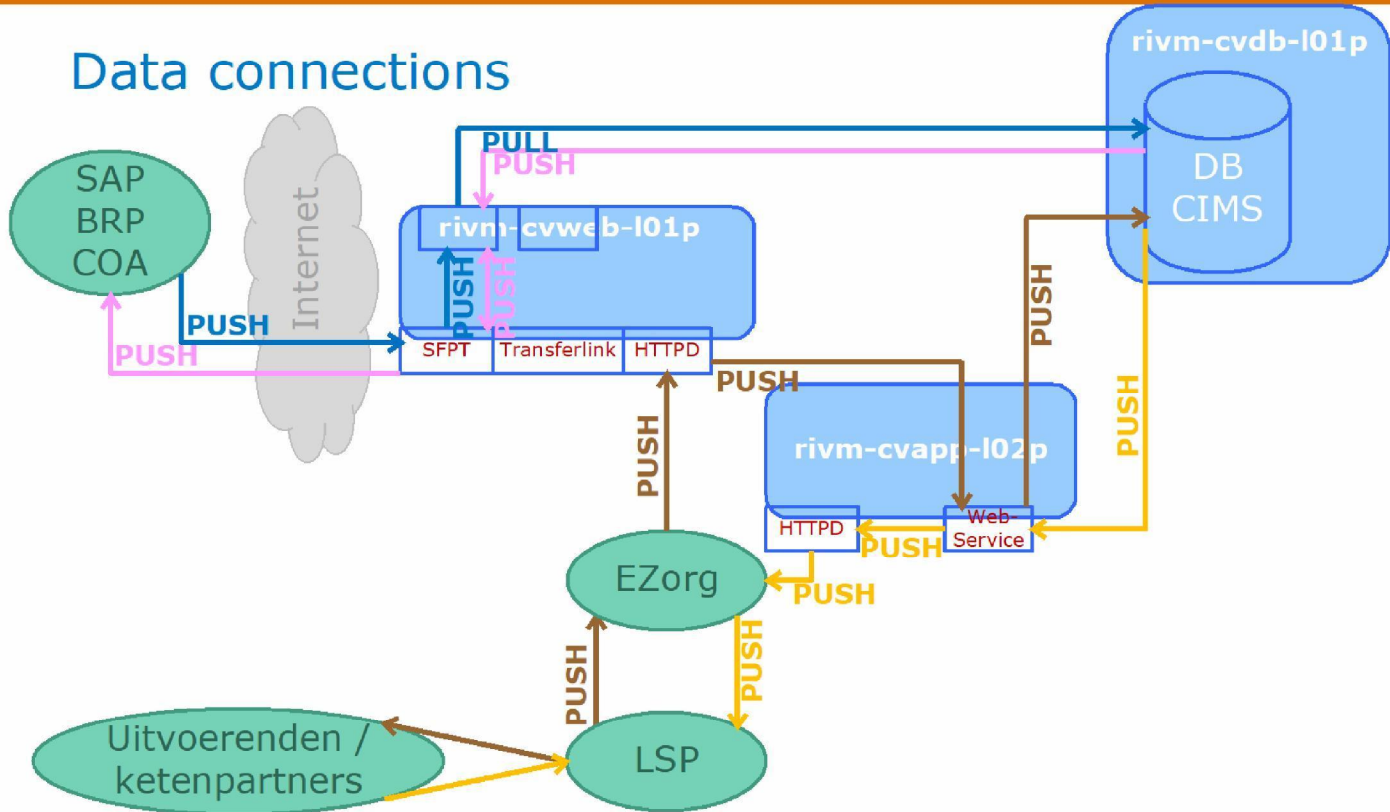 Data connections
rivm-cvdb-l01p
DB
CIMS
SAP
BRP
COA
Internet
PULL
PUSH
rivm-cvweb-l01p
PUSH
PUSH
PUSH
PUSH
SFPT
Transferlink
HTTPD
PUSH
PUSH
PUSH
PUSH
rivm-cvapp-l02p
HTTPD
Web-
Service
PUSH
PUSH
EZorg
PUSH
PUSH
Uitvoerenden /
ketenpartners
LSP